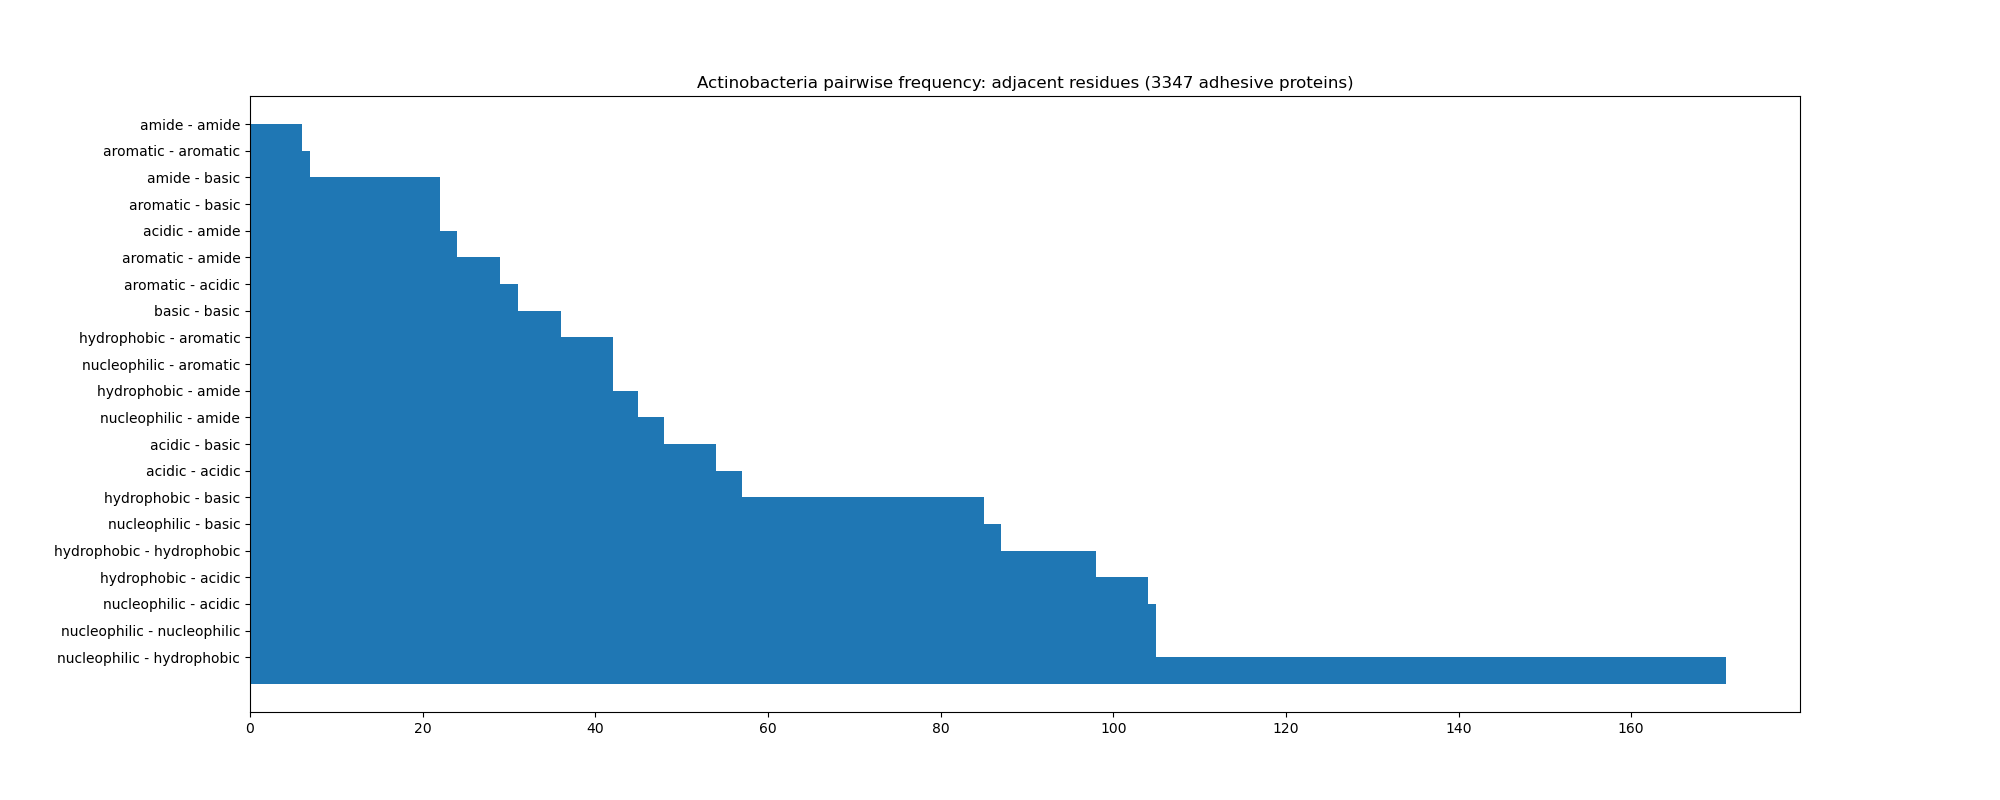 Actinobacteria pairwise frequency: adjacent residues (3347 adhesive proteins)
amide - amide
aromatic - aromatic
amide - basic
aromatic - basic
acidic - amide
aromatic - amide
aromatic - acidic
basic - basic
hydrophobic - aromatic
nucleophilic - aromatic
hydrophobic - amide
nucleophilic - amide
acidic - basic
acidic - acidic
hydrophobic - basic
nucleophilic - basic
hydrophobic - hydrophobic
hydrophobic - acidic
nucleophilic - acidic
nucleophilic - nucleophilic
nucleophilic - hydrophobic
0 20 40 60 80 100 120 140 160